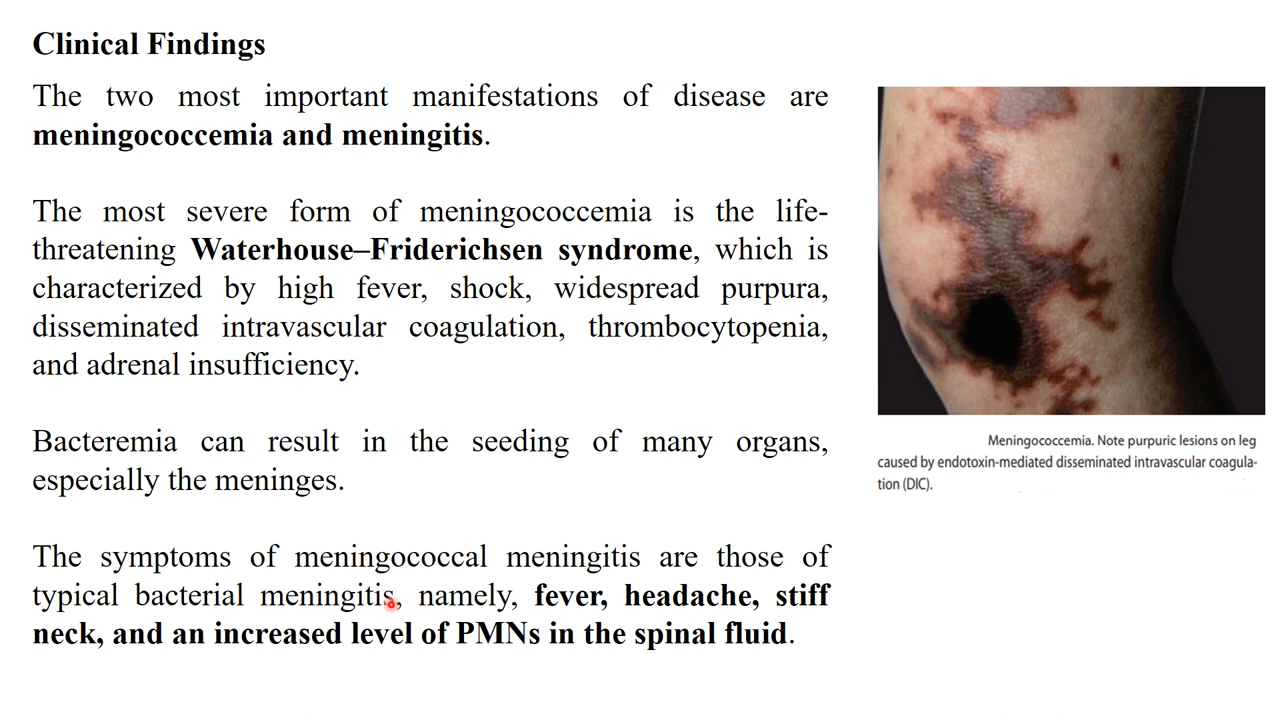 Clinical Findings
The two most important manifestations of disease are
meningococcemia and meningitis.
The most severe form of meningococcemia is the life-
threatening Waterhouse–Friderichsen syndrome, which is
characterized by high fever, shock, widespread purpura,
disseminated intravascular coagulation, thrombocytopenia,
and adrenal insufficiency.
Bacteremia can result in the seeding of many organs,
especially the meninges.
The symptoms of meningococcal meningitis are those of
typical bacterial meningitis, namely, fever, headache, stiff
neck, and an increased level of PMNs in the spinal fluid.
Meningococcemia. Note purpuric lesions on leg
caused by endotoxin-mediated disseminated intravascular coagula-
tion (DIC).